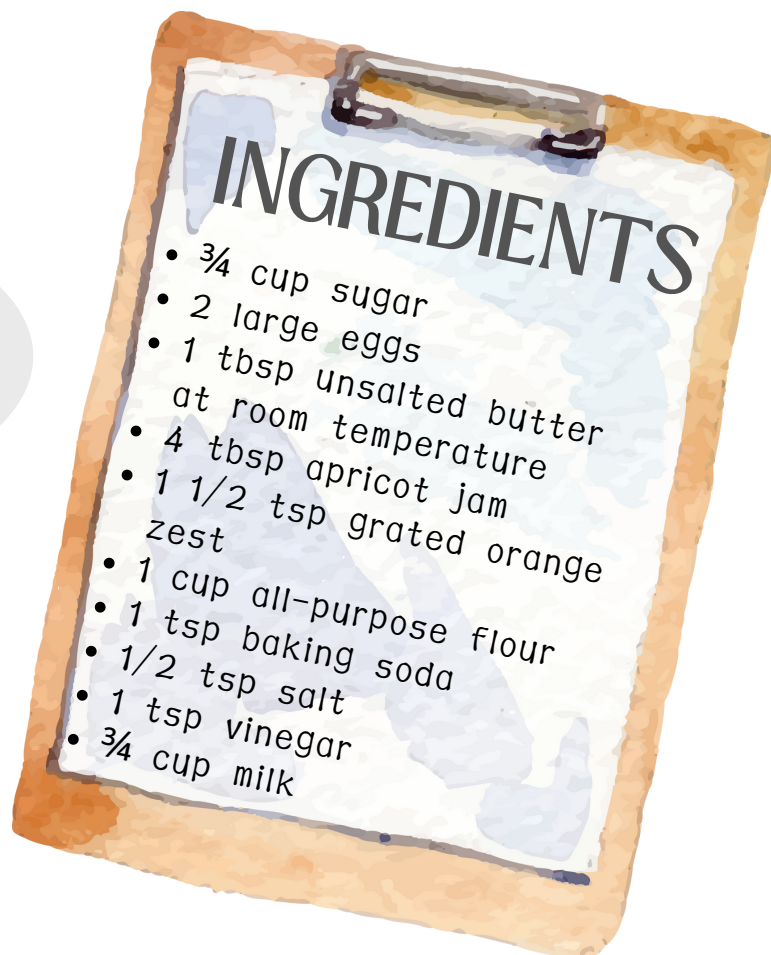 INGREDIENTS
• ¾ cup sugar
• 2 large eggs
• 1 tbsp unsalted butter
at room temperature
• 4 tbsp apricot jam
• 1 1/2 tsp grated orange
zest
• 1 cup all-purpose flour
• 1 tsp baking soda
• 1/2 tsp salt
• 1 tsp vinegar
• ¾ cup milk